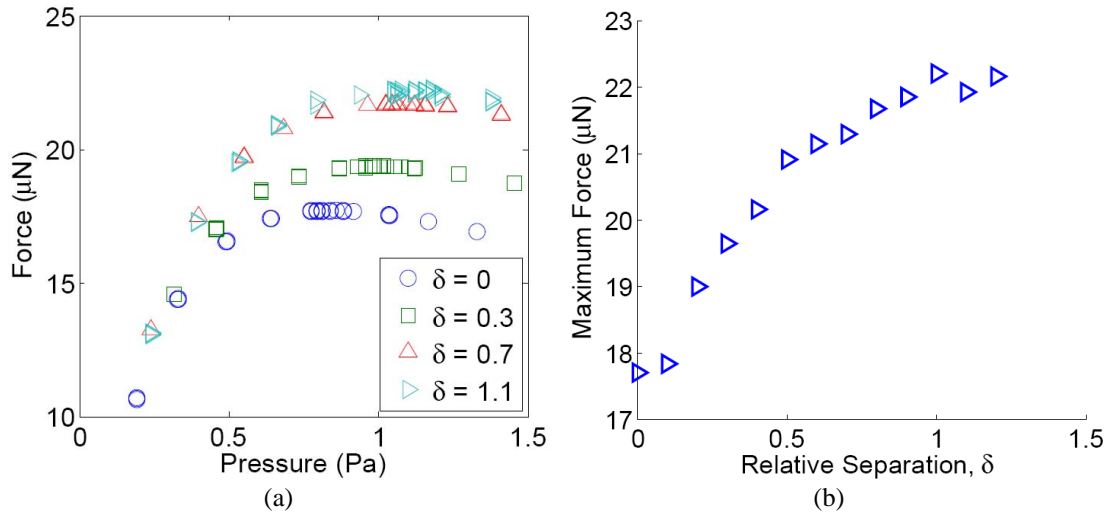 25
20
15
10
Force (μN)
0
0.5
1
1.5
Pressure (Pa)
δ = 0
δ = 0.3
δ = 0.7
δ = 1.1
(a)
23
22
21
20
19
18
17
Maximum Force (μN)
0
0.5
1
1.5
Relative Separation, δ
(b)